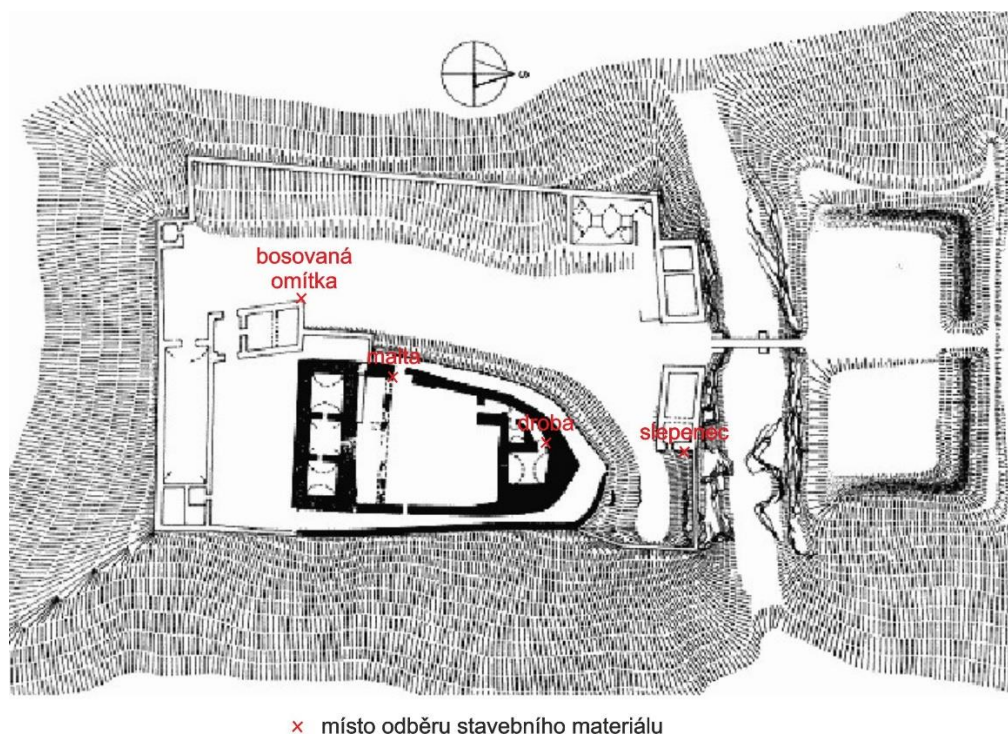 bosovaná
omítka
malta
droba
slepenec
× místo odběru stavebního materiálu